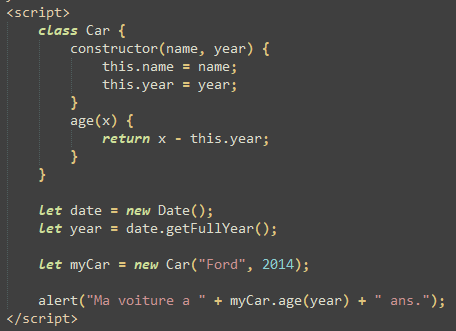 <script>
class Car {
constructor(name, year) {
this.name = name;
this.year = year;
}
age(x) {
return x - this.year;
}
}
let date = new Date();
let year = date.getFullYear();
let myCar = new Car("Ford", 2014);
alert("Ma voiture a " + myCar.age(year) + " ans.");
</script>